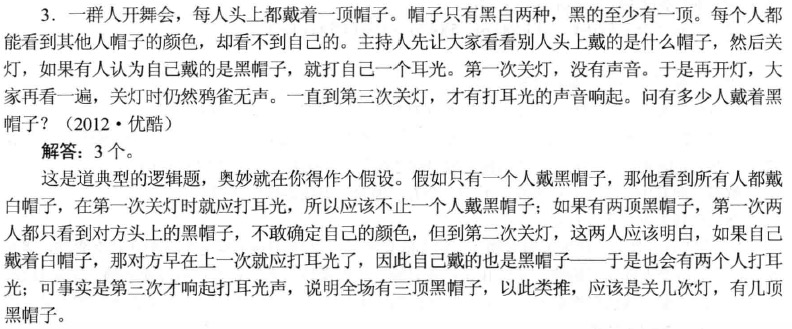 3．一群人开舞会，每人头上都戴着一顶帽子。帽子只有黑白两种，黑的至少有一顶。每个人都
能看到其他人帽子的颜色，却看不到自己的。主持人先让大家看看别人头上戴的是什么帽子，然后关
灯，如果有人认为自己戴的是黑帽子，就打自己一个耳光。第一次关灯，没有声音。于是再开灯，大
家再看一遍，关灯时仍然鸦雀无声。一直到第三次关灯，才有打耳光的声音响起。问有多少人戴着黑
帽子？（2012·优酷）
解答：3 个。
这是道典型的逻辑题，奥妙就在你得作个假设。假如只有一个人戴黑帽子，那他看到所有人都戴
白帽子，在第一次关灯时就应打耳光，所以应该不止一个人戴黑帽子；如果有两顶黑帽子，第一次两
人都只看到对方头上的黑帽子，不敢确定自己的颜色，但到第二次关灯，这两人应该明白，如果自己
戴着白帽子，那对方早在上一次就应打耳光了，因此自己戴的也是黑帽子——于是也会有两个人打耳
光；可事实是第三次才响起打耳光声，说明全场有三顶黑帽子，以此类推，应该是关几次灯，有几顶
黑帽子。